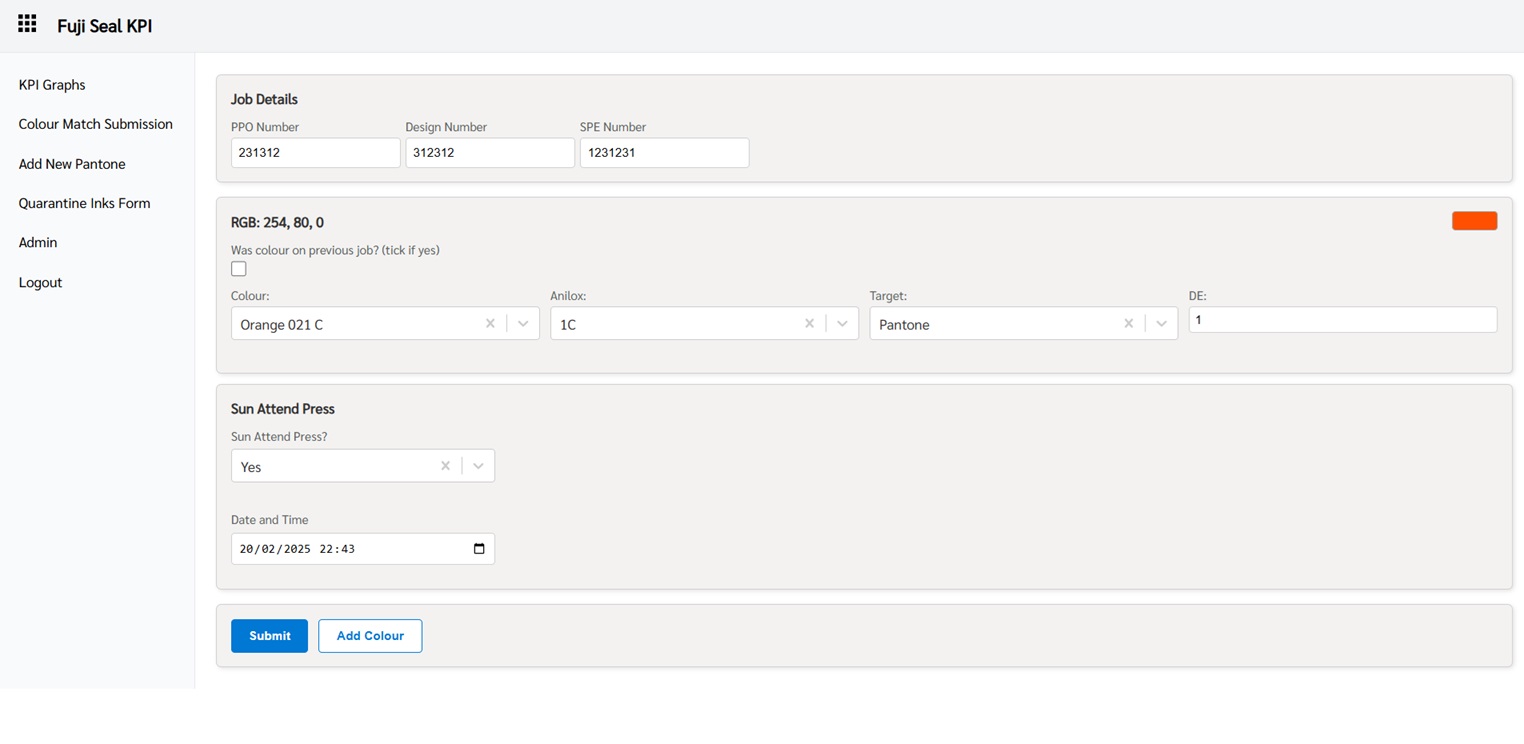 Fuji Seal KPI
KPI Graphs
Colour Match Submission
Add New Pantone
Quarantine Inks Form
Admin
Logout
Job Details
PPO Number Design Number SPE Number
231312 312312 1231231
RGB: 254, 80, 0
Was colour on previous job? (tick if yes)
Colour: Anilox: Target: DE:
Orange 021 C 1C Pantone 1
Sun Attend Press
Sun Attend Press?
Yes
Date and Time
20/02/2025 22:43
Submit Add Colour